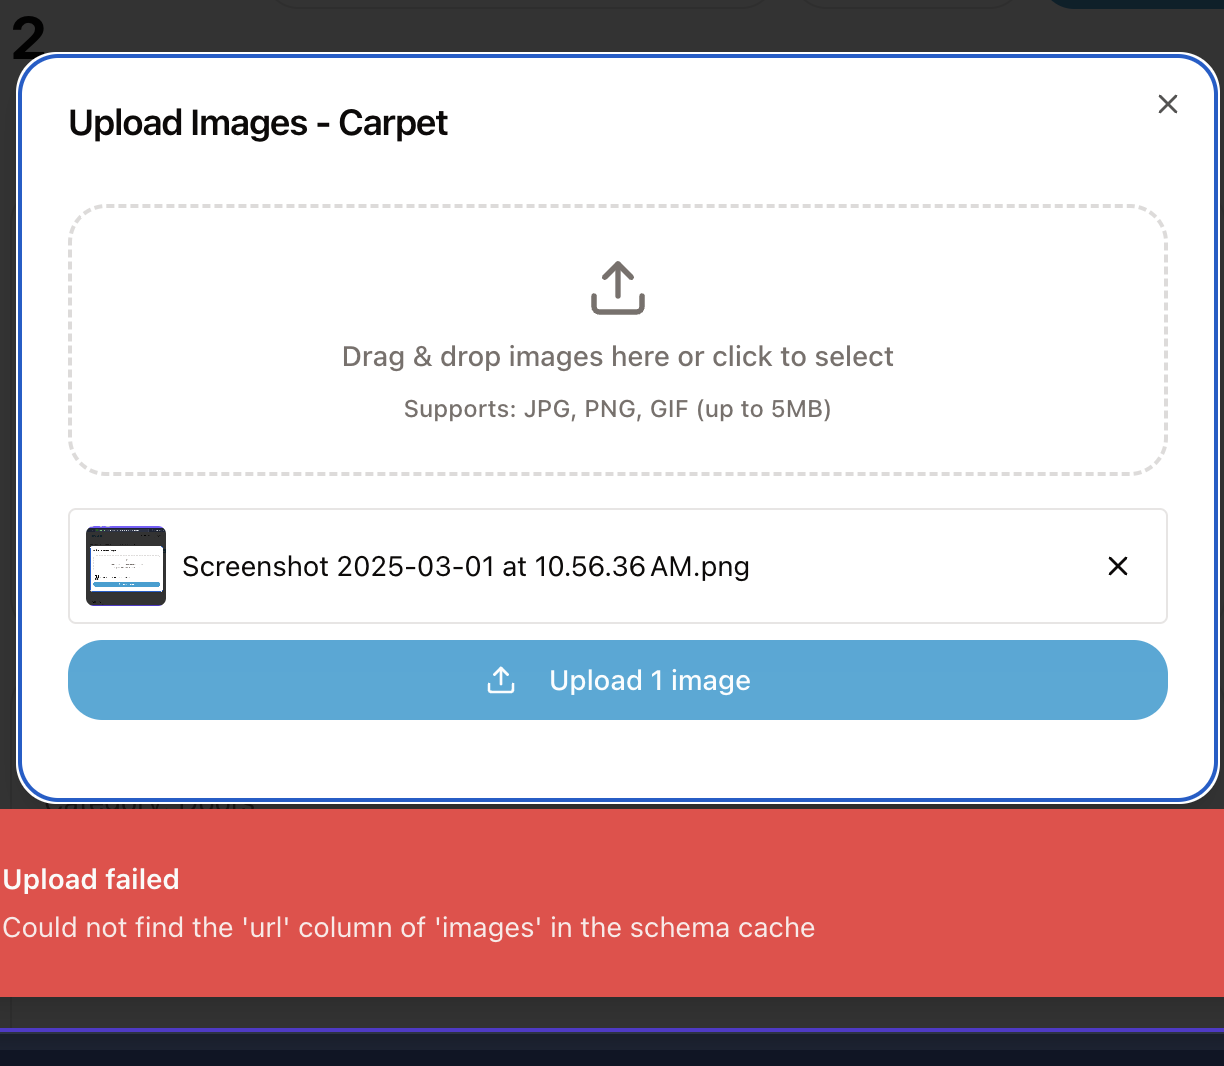 2
Upload Images - Carpet
Drag & drop images here or click to select
Supports: JPG, PNG, GIF (up to 5MB)
Screenshot 2025-03-01 at 10.56.36 AM.png
Upload 1 image
Upload failed
Could not find the 'url' column of 'images' in the schema cache